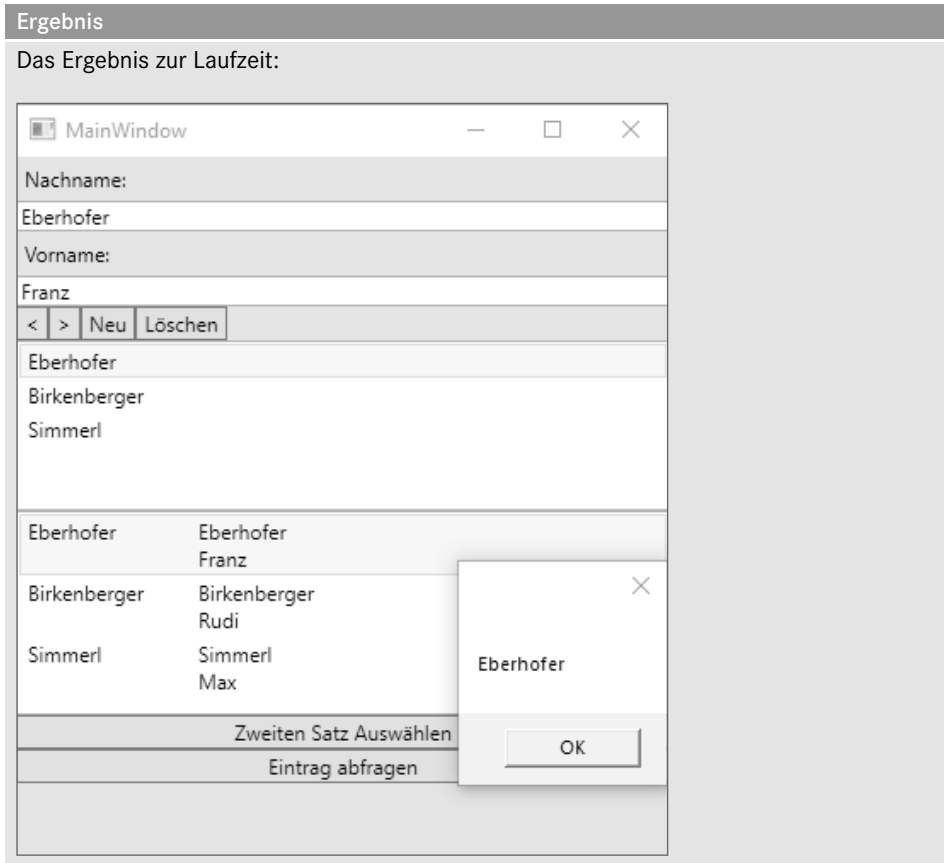 Ergebnis
Das Ergebnis zur Laufzeit:
MainWindow
Nachname:
Eberhofer
Vorname:
Franz
< > Neu Löschen
Eberhofer
Birkenberger
Simmerl
Eberhofer Eberhofer
Franz
Birkenberger Birkenberger
Rudi
Simmerl Simmerl
Max
Eberhofer
OK
Zweiten Satz Auswählen
Eintrag abfragen